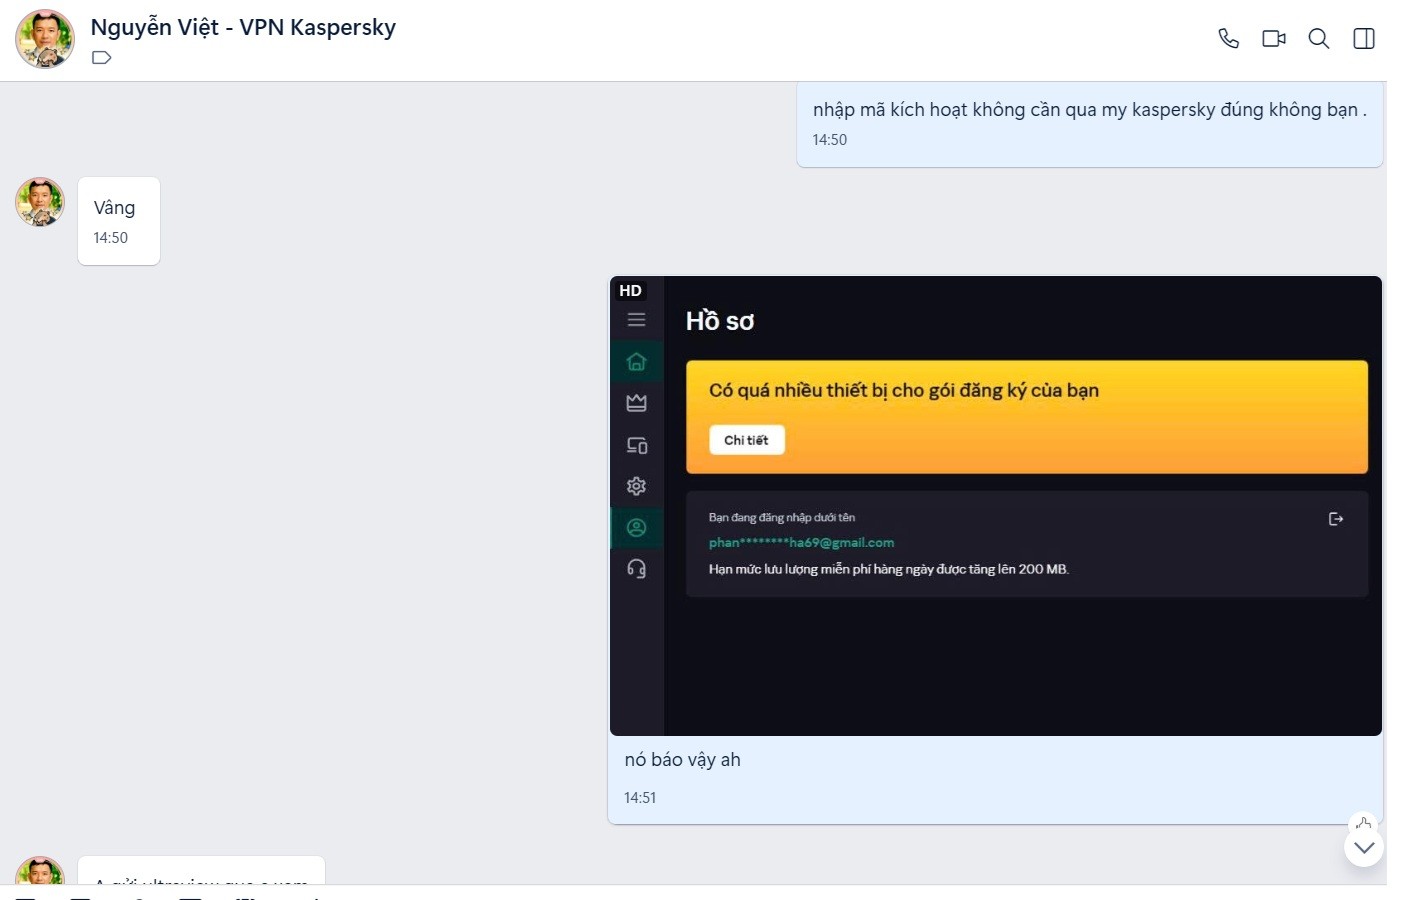 Nguyễn Việt - VPN Kaspersky
nhập mã kích hoạt không cần qua my kaspersky đúng không bạn .
14:50
Vâng
14:50
HD
Hồ sơ
Có quá nhiều thiết bị cho gói đăng ký của bạn
Chi tiết
Bạn đang đăng nhập dưới tên
phan********ha69@gmail.com
Hạn mức lưu lượng miễn phí hàng ngày được tăng lên 200 MB.
nó báo vậy ah
14:51